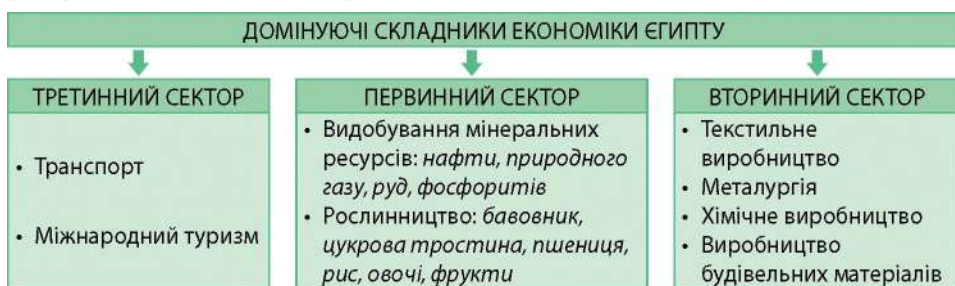 ДОМІНУЮЧІ СКЛАДНИКИ ЕКОНОМІКИ ЄГИПТУ
ТРЕТИННИЙ СЕКТОР
• Транспорт
• Міжнародний туризм
ПЕРВИННИЙ СЕКТОР
• Видобування мінеральних
ресурсів: нафти, природного
газу, руд, фосфоритів
• Рослинництво: бавовник,
цукрова тростина, пшениця,
рис, овочі, фрукти
ВТОРИННИЙ СЕКТОР
• Текстильне
виробництво
• Металургія
• Хімічне виробництво
• Виробництво
будівельних матеріалів